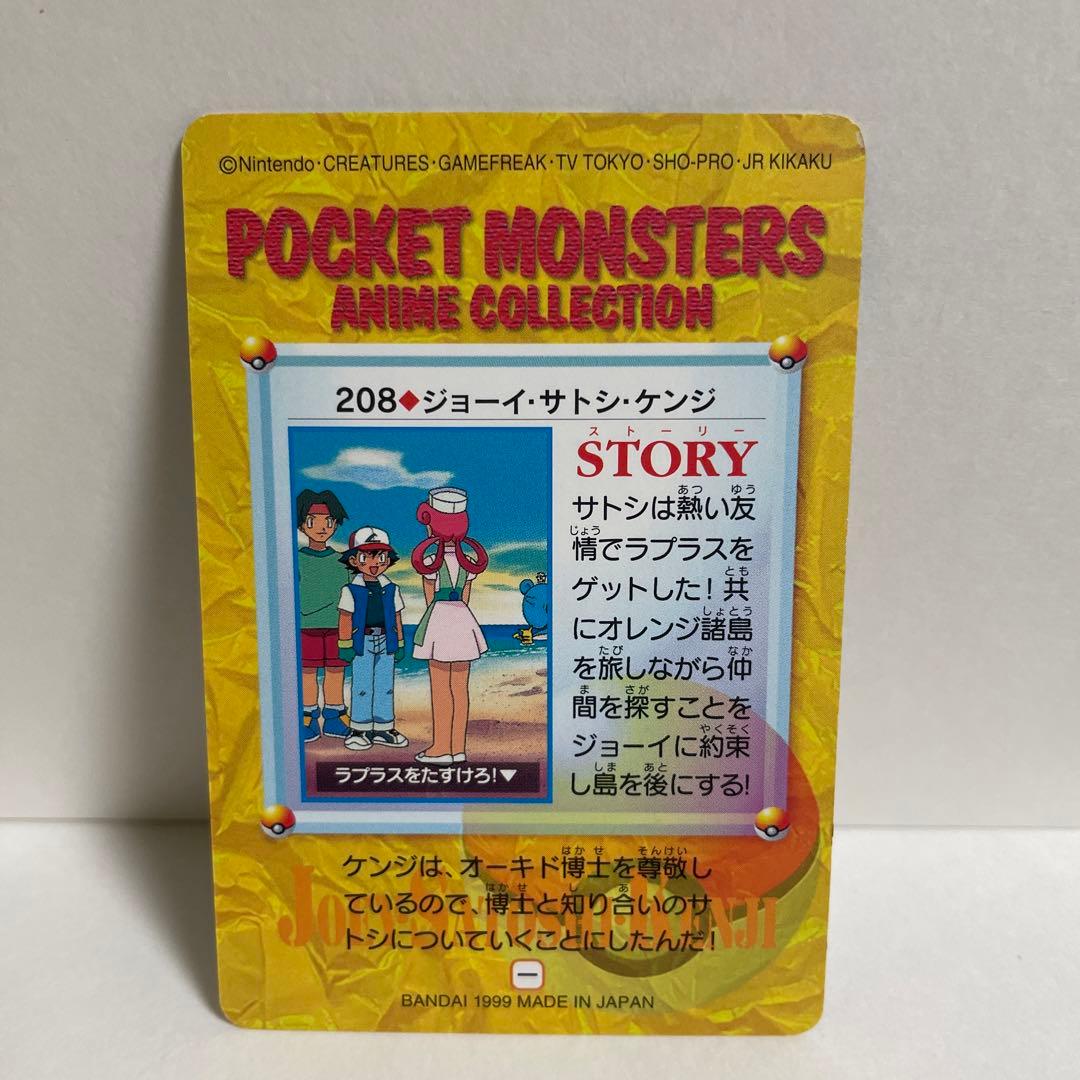 ©Nintendo·CREATURES·GAMEFREAK·TV TOKYO·SHO-PRO·JR KIKAKU
POCKET MONSTERS
ANIME COLLECTION
208◆ジョーイ·サトシ·ケンジ
ストーリー
STORY
あつ ゆう
サトシは熱い友
じょう
情でラプラスを
とも
ゲットした!共
しょとう
にオレンジ諸島
たび なか
を旅しながら仲
ま さが
間を探すことを
やくそく
ジョーイに約束
しま あと
し島を後にする!
ラプラスをたすけろ!▼
はかせ そんけい
ケンジは、オーキド博士を尊敬し
はかせ し あ
ているので、博士と知り合いのサ
トシについていくことにしたんだ!
JOY·SATOSHI·KENJI
一
BANDAI 1999 MADE IN JAPAN